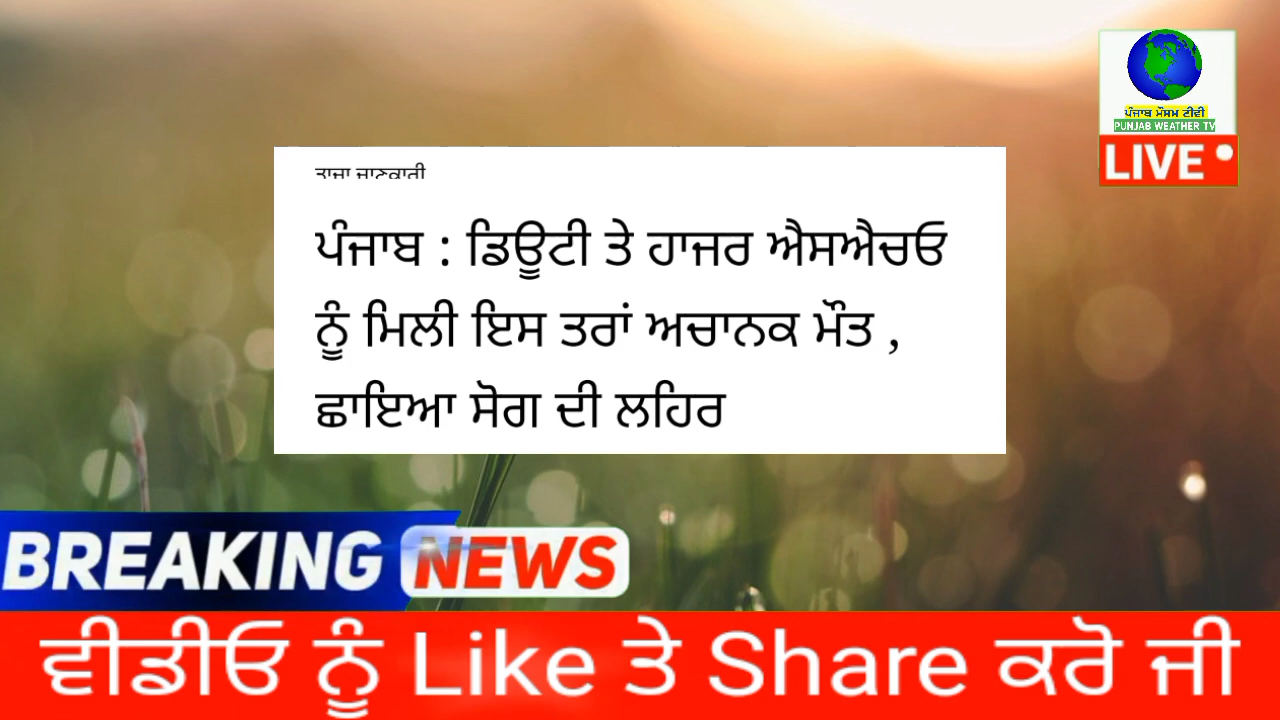 ਪੰਜਾਬ ਮੌਸਮ ਟੀਵੀ
PUNJAB WEATHER TV
LIVE
ਤਾਜਾ ਜਾਣਕਾਰੀ
ਪੰਜਾਬ : ਡਿਊਟੀ ਤੇ ਹਾਜਰ ਐਸਐਚਓ
ਨੂੰ ਮਿਲੀ ਇਸ ਤਰਾਂ ਅਚਾਨਕ ਮੌਤ ,
ਛਾਇਆ ਸੋਗ ਦੀ ਲਹਿਰ
BREAKING NEWS
ਵੀਡੀਓ ਨੂੰ Like ਤੇ Share ਕਰੋ ਜੀ